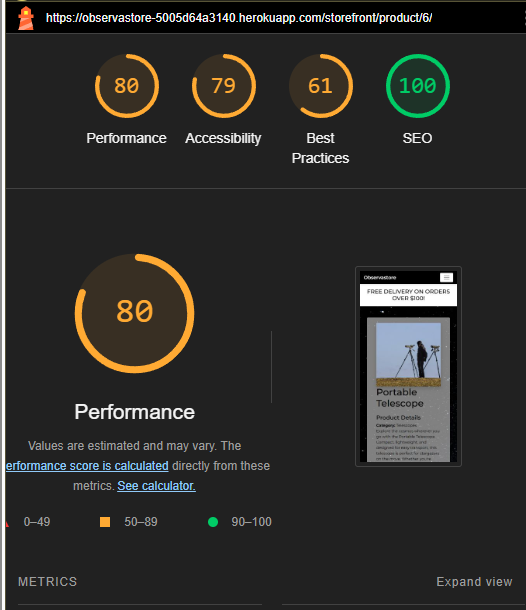 https://observastore-5005d64a3140.herokuapp.com/storefront/product/6/
80
79
61
100
Performance
Accessibility
Best
Practices
SEO
80
Performance
Values are estimated and may vary. The
erformance score is calculated directly from these
metrics. See calculator.
0–49
50–89
90–100
Observastore
FREE DELIVERY ON ORDERS
OVER $100!
Portable
Telescope
Product Details
Category: Telescopes
METRICS
Expand view